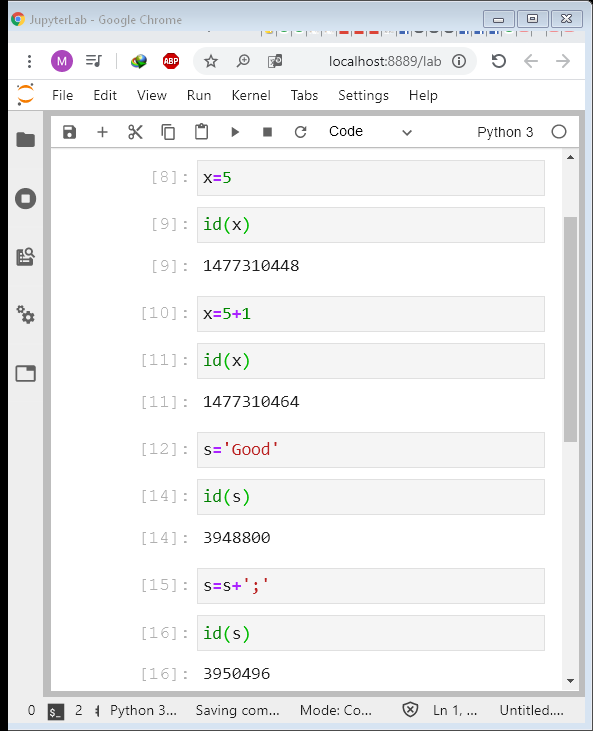 JupyterLab - Google Chrome
M
ABP
localhost:8889/lab
File Edit View Run Kernel Tabs Settings Help
Code Python 3
[8]: x=5
[9]: id(x)
[9]: 1477310448
[10]: x=5+1
[11]: id(x)
[11]: 1477310464
[12]: s='Good'
[14]: id(s)
[14]: 3948800
[15]: s=s+';'
[16]: id(s)
[16]: 3950496
0 $_ 2 Python 3... Saving com... Mode: Co... Ln 1, ... Untitled....